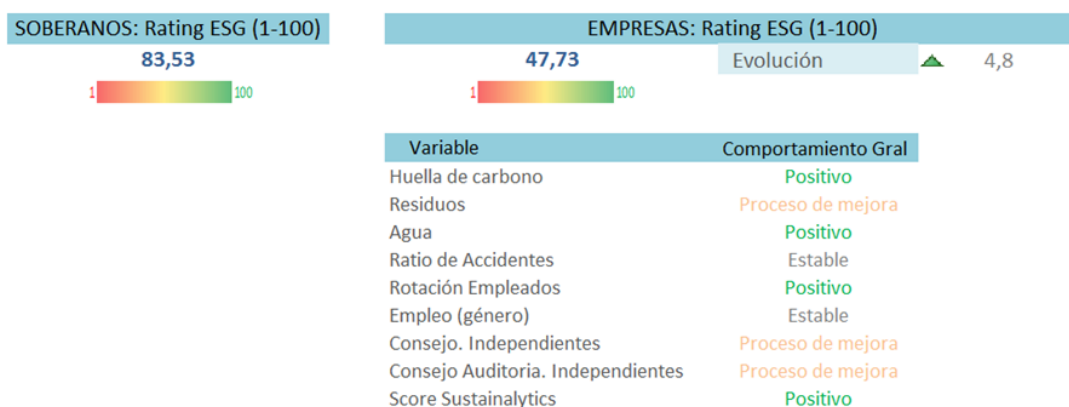 SOBERANOS: Rating ESG (1-100)
83,53
1 100
EMPRESAS: Rating ESG (1-100)
47,73 Evolución 4,8
1 100
Variable Comportamiento Gral
Huella de carbono Positivo
Residuos Proceso de mejora
Agua Positivo
Ratio de Accidentes Estable
Rotación Empleados Positivo
Empleo (género) Estable
Consejo. Independientes Proceso de mejora
Consejo Auditoria. Independientes Proceso de mejora
Score Sustainalytics Positivo